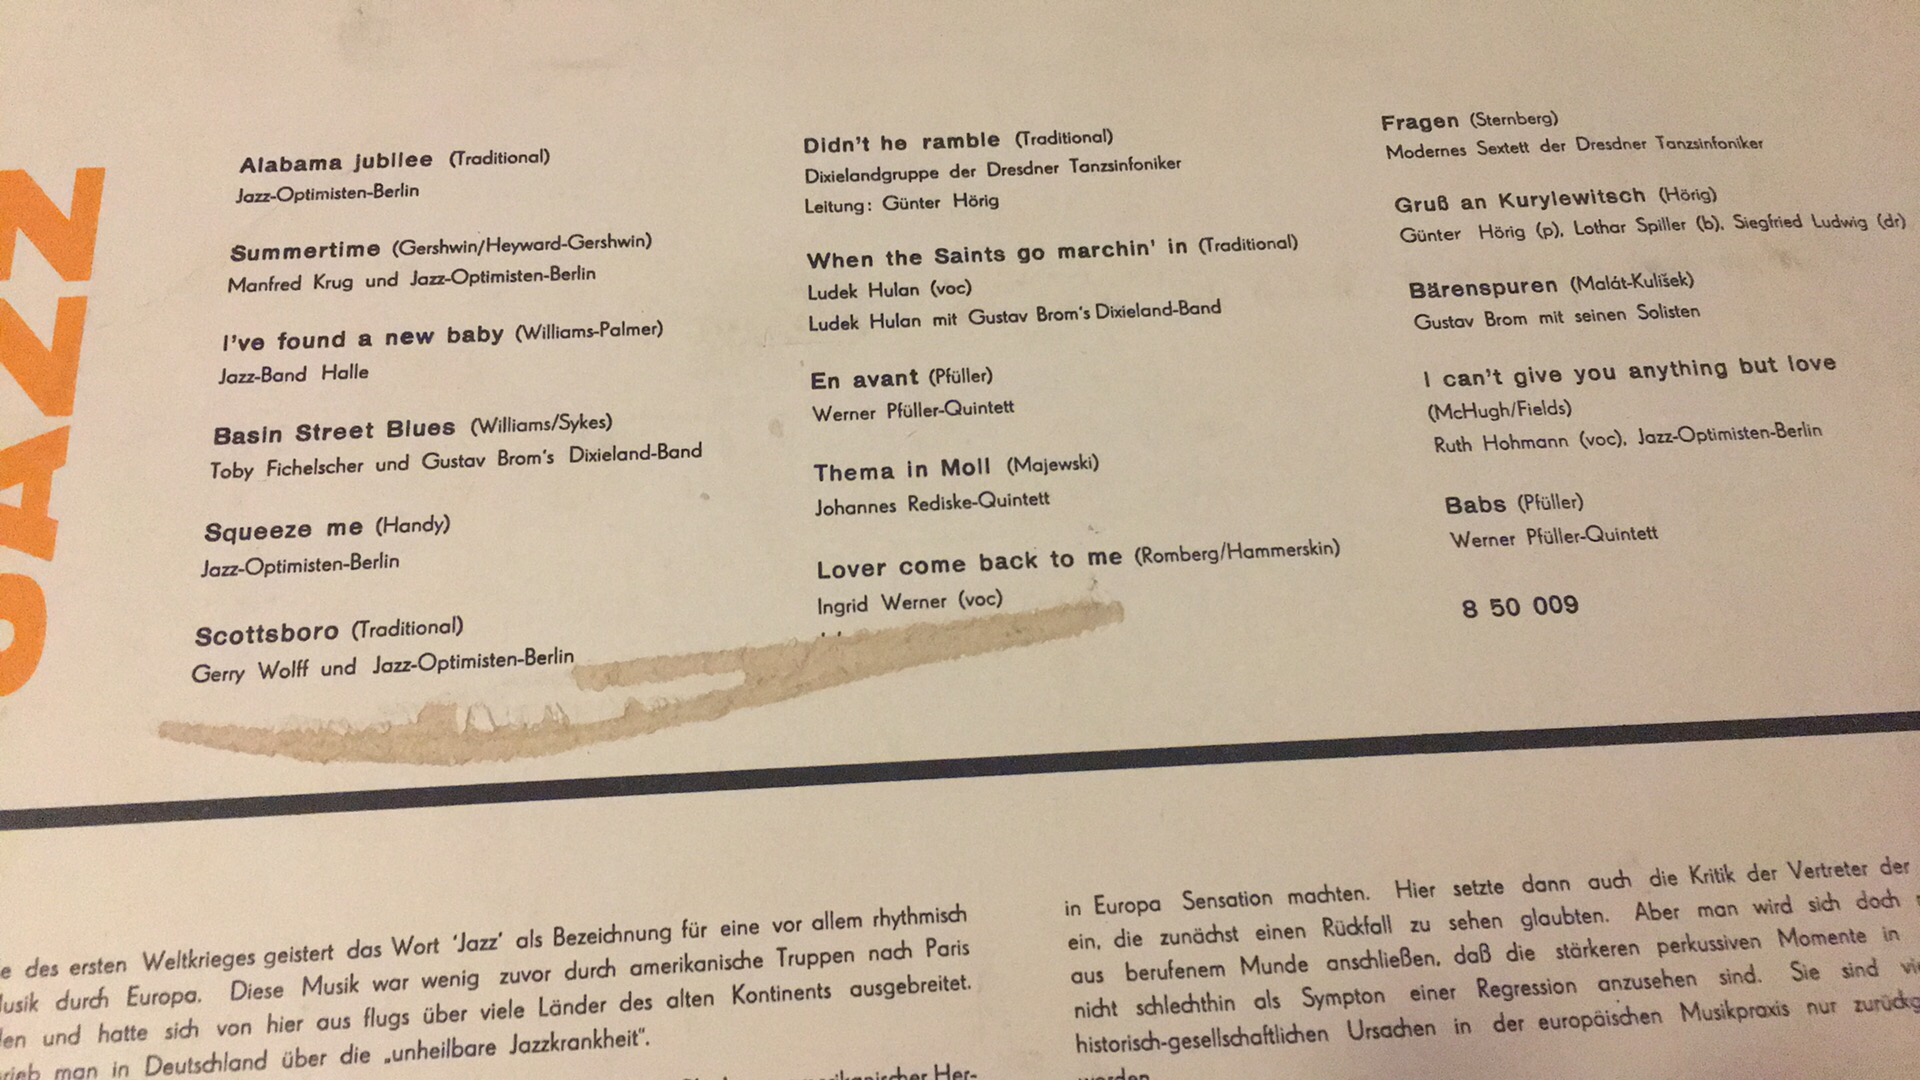 JAZZ
Alabama jubilee (Traditional)
Jazz-Optimisten-Berlin
Summertime (Gershwin/Heyward-Gershwin)
Manfred Krug und Jazz-Optimisten-Berlin
I've found a new baby (Williams-Palmer)
Jazz-Band Halle
Basin Street Blues (Williams/Sykes)
Toby Fichelscher und Gustav Brom's Dixieland-Band
Squeeze me (Handy)
Jazz-Optimisten-Berlin
Scottsboro (Traditional)
Gerry Wolff und Jazz-Optimisten-Berlin
Didn't he ramble (Traditional)
Dixielandgruppe der Dresdner Tanzsinfoniker
Leitung: Günter Hörig
When the Saints go marchin' in (Traditional)
Ludek Hulan (voc)
Ludek Hulan mit Gustav Brom's Dixieland-Band
En avant (Pfüller)
Werner Pfüller-Quintett
Thema in Moll (Majewski)
Johannes Rediske-Quintett
Lover come back to me (Romberg/Hammerskin)
Ingrid Werner (voc)
Fragen (Sternberg)
Modernes Sextett der Dresdner Tanzsinfoniker
Gruß an Kurylewitsch (Hörig)
Günter Hörig (p), Lothar Spiller (b), Siegfried Ludwig (dr)
Bärenspuren (Malát-Kulišek)
Gustav Brom mit seinen Solisten
I can't give you anything but love
(McHugh/Fields)
Ruth Hohmann (voc), Jazz-Optimisten-Berlin
Babs (Pfüller)
Werner Pfüller-Quintett
8 50 009
des ersten Weltkrieges geistert das Wort 'Jazz' als Bezeichnung für eine vor allem rhythmisch
durch Europa. Diese Musik war wenig zuvor durch amerikanische Truppen nach Paris
und hatte sich von hier aus flugs über viele Länder des alten Kontinents ausgebreitet.
man in Deutschland über die „unheilbare Jazzkrankheit".
Her-
in Europa Sensation machten. Hier setzte dann auch die Kritik der Vertreter der
ein, die zunächst einen Rückfall zu sehen glaubten. Aber man wird sich doch
aus berufenem Munde anschließen, daß die stärkeren perkussiven Momente in
nicht schlechthin als Sympton einer Regression anzusehen sind. Sie sind
historisch-gesellschaftlichen Ursachen in der europäischen Musikpraxis nur